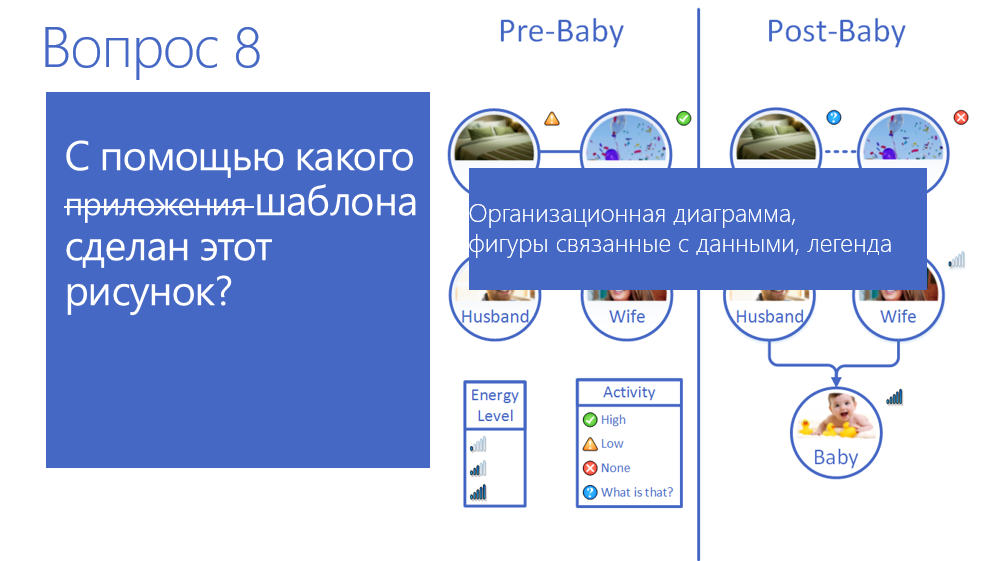 Вопрос 8
С помощью какого
приложения шаблона
сделан этот
рисунок?
Pre-Baby
Post-Baby
Организационная диаграмма,
фигуры связанные с данными, легенда
Husband
Wife
Husband
Wife
Baby
Energy
Level
Activity
High
Low
None
What is that?